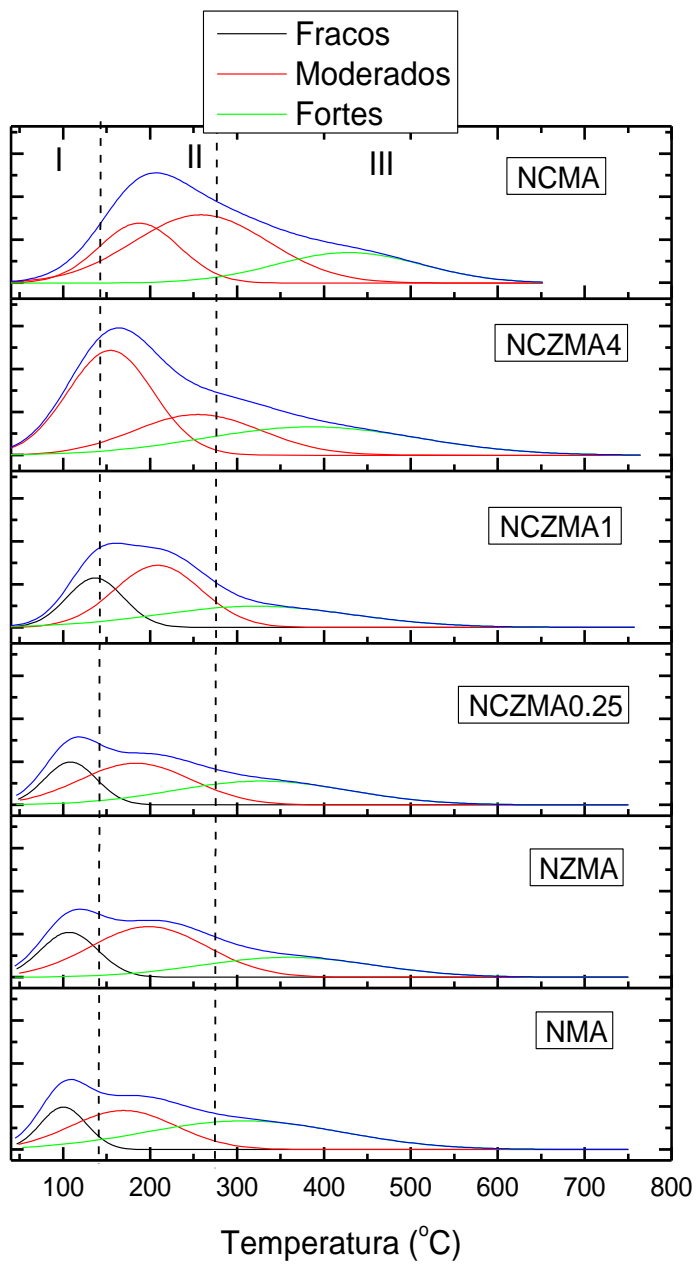 Fracos
Moderados
Fortes
I II III
NCMA
NCZMA4
NCZMA1
NCZMA0.25
NZMA
NMA
100 200 300 400 500 600 700 800
Temperatura (°C)